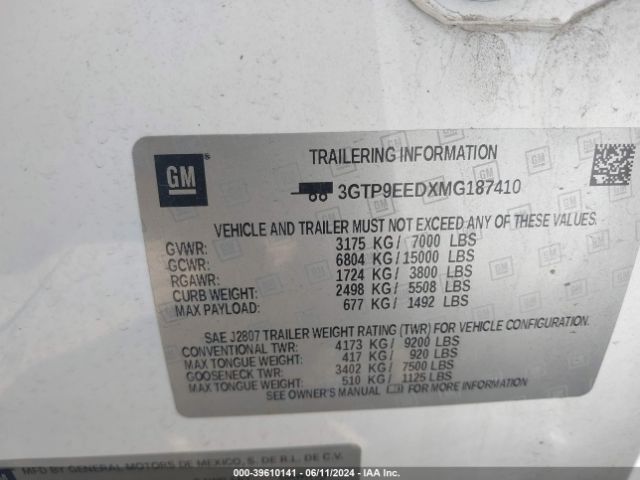 GM
TRAILERING INFORMATION
3GTP9EEDXMG187410
VEHICLE AND TRAILER MUST NOT EXCEED ANY OF THESE VALUES.
GVWR: 3175 KG/ 7000 LBS
GCWR: 6804 KG/15000 LBS
RGAWR: 1724 KG/ 3800 LBS
CURB WEIGHT: 2498 KG/ 5508 LBS
MAX PAYLOAD: 677 KG/ 1492 LBS
SAE J2807 TRAILER WEIGHT RATING (TWR) FOR VEHICLE CONFIGURATION.
CONVENTIONAL TWR: 4173 KG/ 9200 LBS
MAX TONGUE WEIGHT: 417 KG/ 920 LBS
GOOSENECK TWR: 3402 KG/ 7500 LBS
MAX TONGUE WEIGHT: 510 KG/ 1125 LBS
SEE OWNER'S MANUAL FOR MORE INFORMATION
MFD BY GENERAL MOTORS DE MEXICO, S. DE R.L. DE C.V.
000-39610141 - 06/11/2024 - IAA Inc.